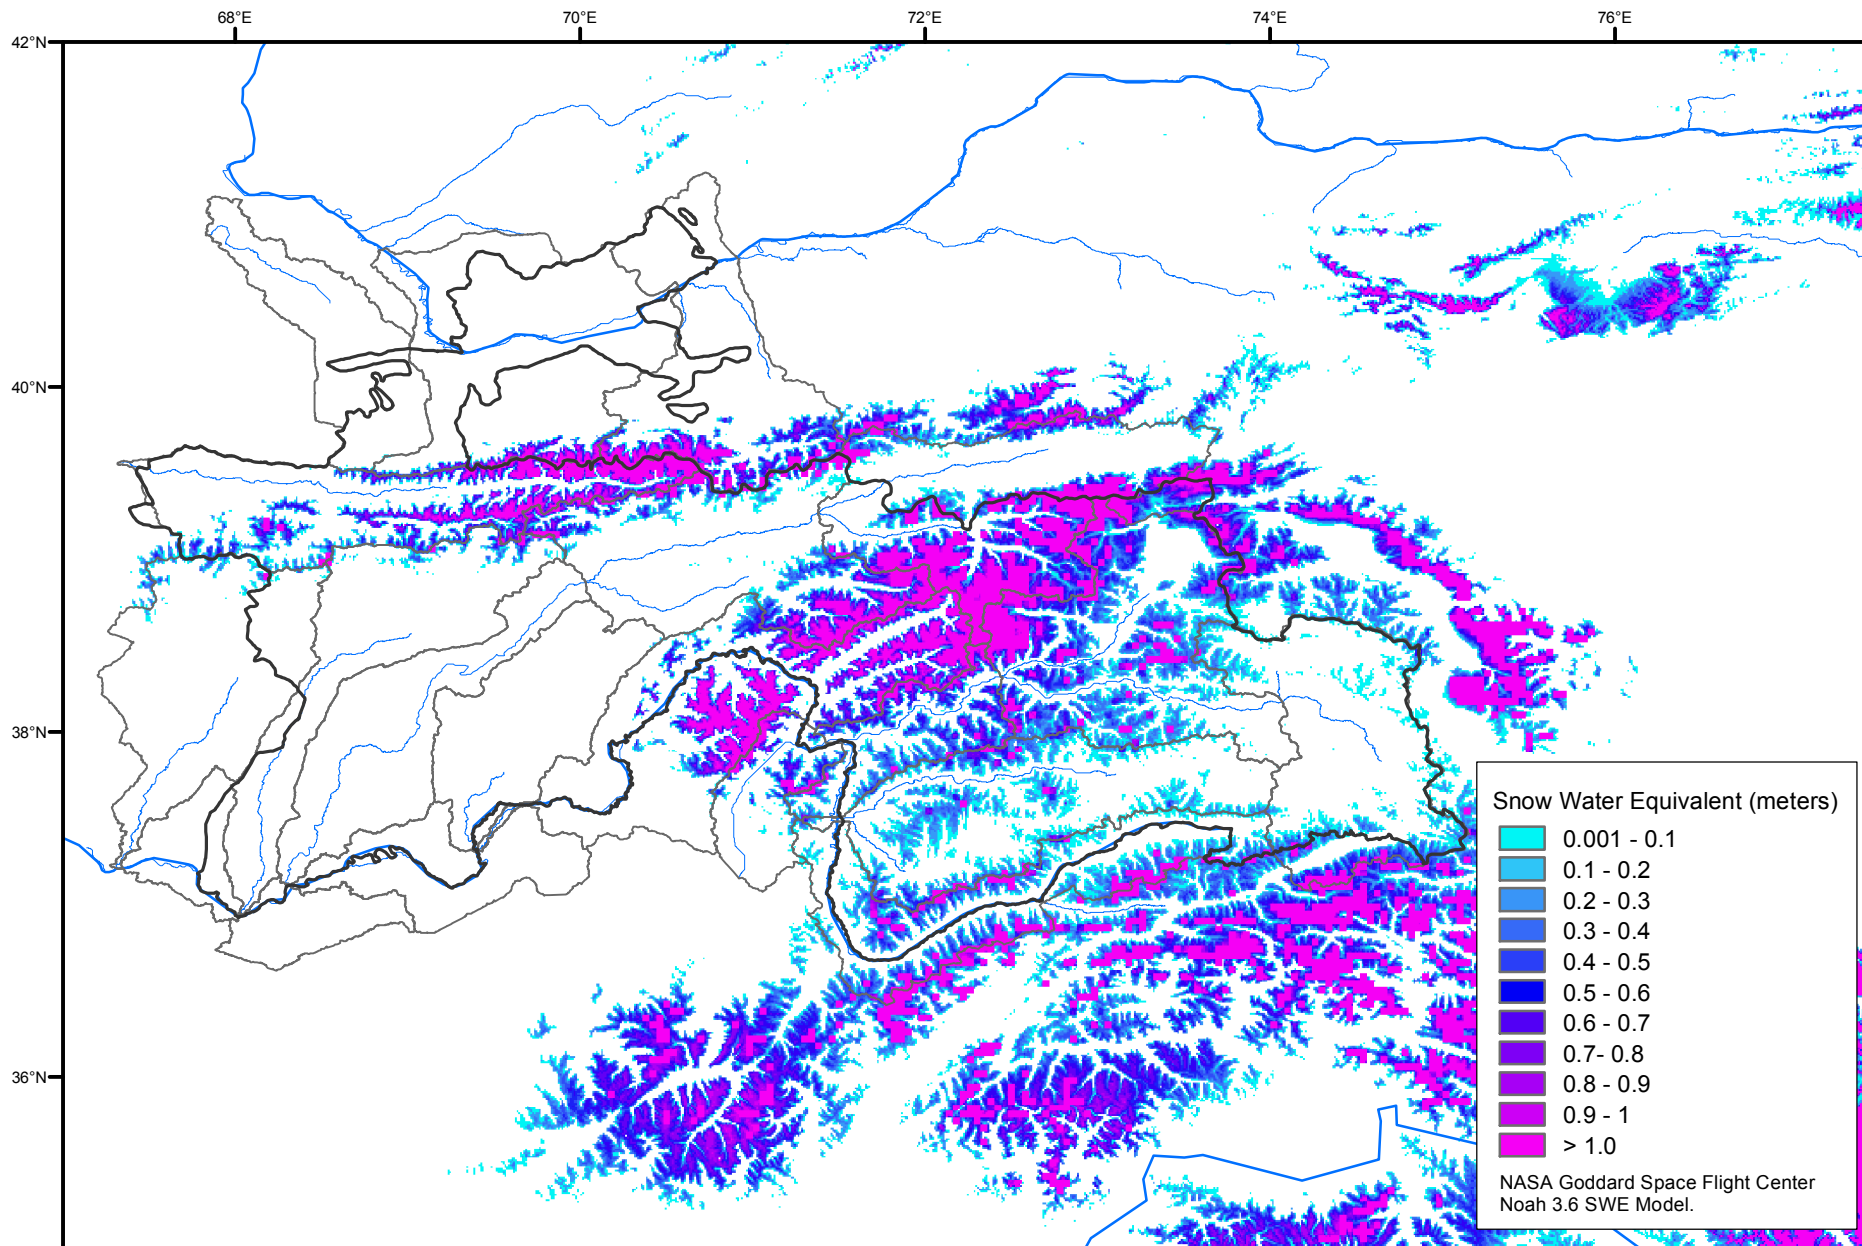 68°E
70°E
72°E
74°E
76°E
42°N
40°N
38°N
36°N
Snow Water Equivalent (meters)
0.001 - 0.1
0.1 - 0.2
0.2 - 0.3
0.3 - 0.4
0.4 - 0.5
0.5 - 0.6
0.6 - 0.7
0.7- 0.8
0.8 - 0.9
0.9 - 1
> 1.0
NASA Goddard Space Flight Center
Noah 3.6 SWE Model.